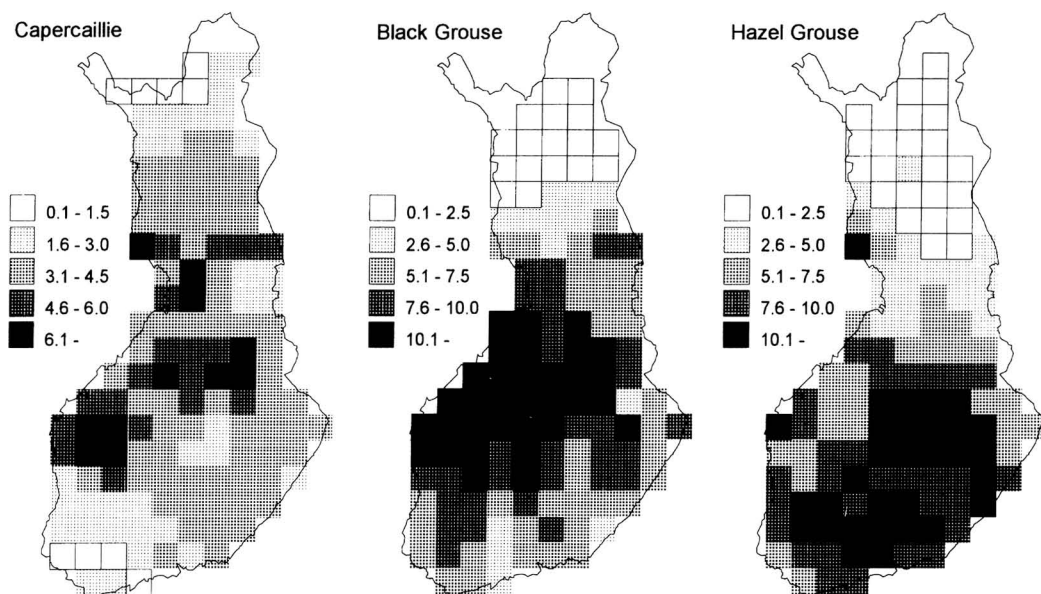 Capercaillie
0.1 - 1.5
1.6 - 3.0
3.1 - 4.5
4.6 - 6.0
6.1 -
Black Grouse
0.1 - 2.5
2.6 - 5.0
5.1 - 7.5
7.6 - 10.0
10.1 -
Hazel Grouse
0.1 - 2.5
2.6 - 5.0
5.1 - 7.5
7.6 - 10.0
10.1 -